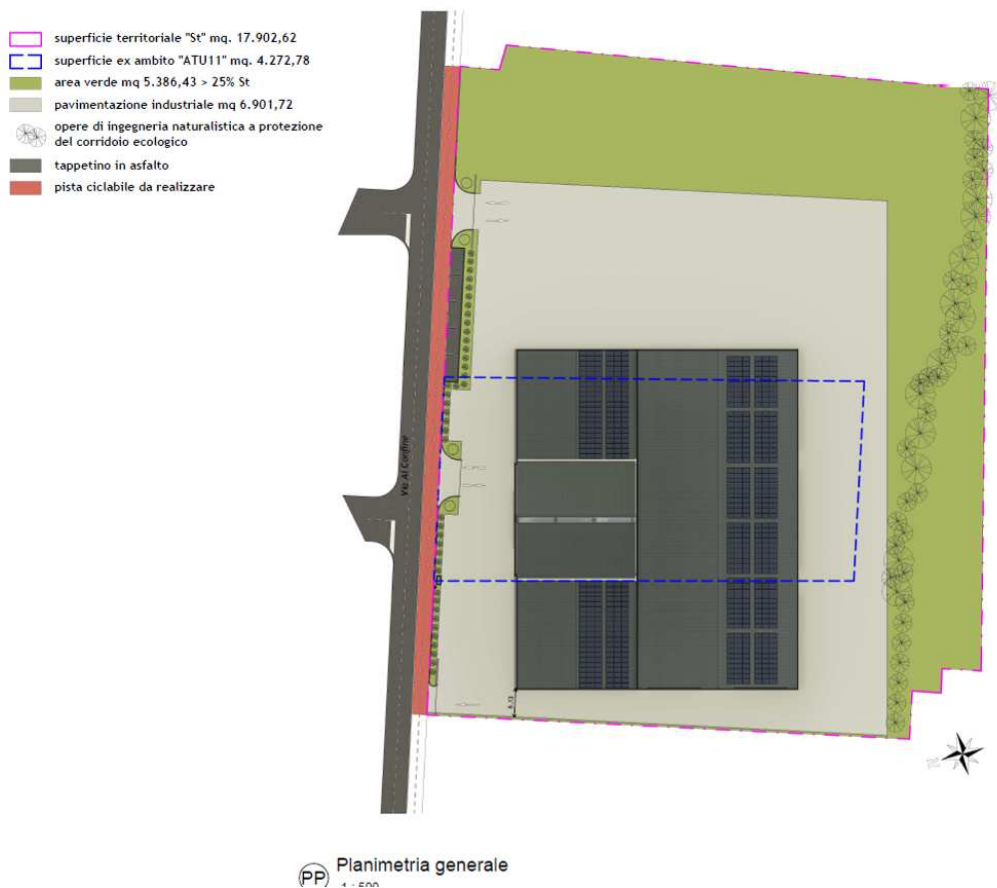 superficie territoriale "St" mq. 17.902,62
superficie ex ambito "ATU11" mq. 4.272,78
area verde mq 5.386,43 > 25% St
pavimentazione industriale mq 6.901,72
opere di ingegneria naturalistica a protezione
del corridoio ecologico
tappetino in asfalto
pista ciclabile da realizzare
Via Al Confine
N
PP
Planimetria generale
1 : 500